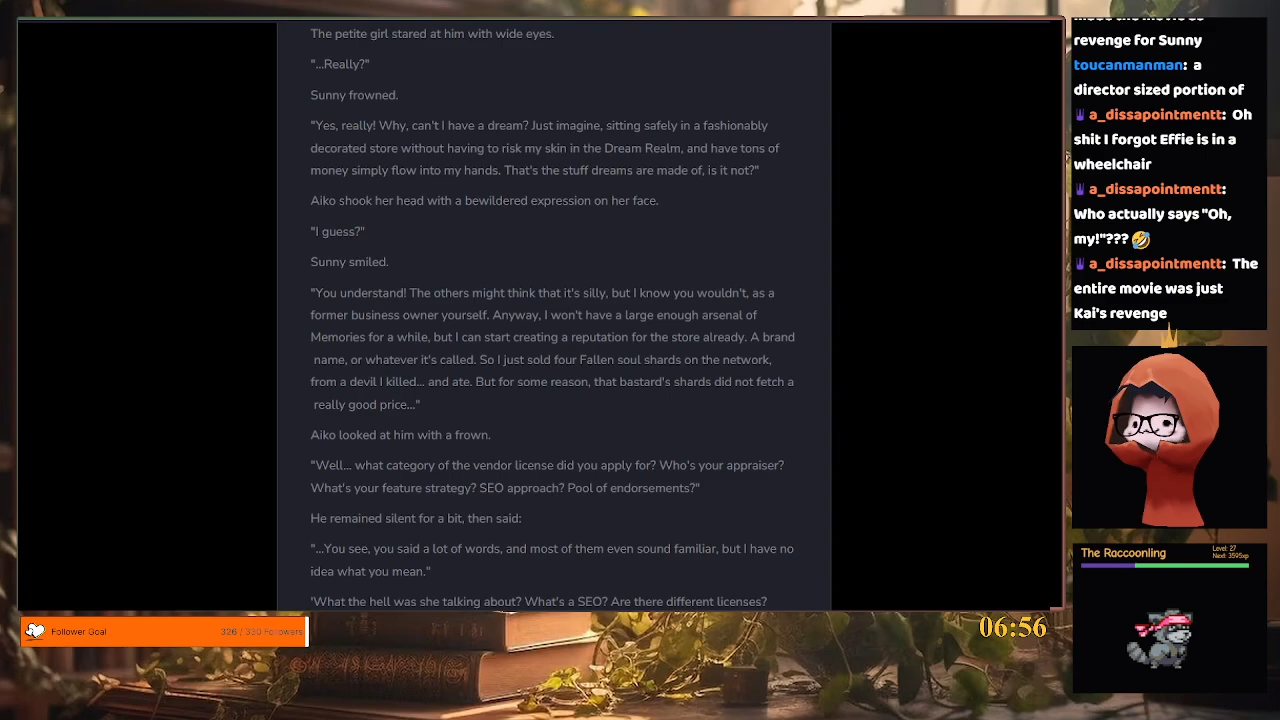 The petite girl stared at him with wide eyes.
"...Really?"
Sunny frowned.
"Yes, really! Why, can't I have a dream? Just imagine, sitting safely in a fashionably
decorated store without having to risk my skin in the Dream Realm, and have tons of
money simply flow into my hands. That's the stuff dreams are made of, is it not?"
Aiko shook her head with a bewildered expression on her face.
"I guess?"
Sunny smiled.
"You understand! The others might think that it's silly, but I know you wouldn't, as a
former business owner yourself. Anyway, I won't have a large enough arsenal of
Memories for a while, but I can start creating a reputation for the store already. A brand
name, or whatever it's called. So I just sold four Fallen soul shards on the network,
from a devil I killed... and ate. But for some reason, that bastard's shards did not fetch a
really good price..."
Aiko looked at him with a frown.
"Well... what category of the vendor license did you apply for? Who's your appraiser?
What's your feature strategy? SEO approach? Pool of endorsements?"
He remained silent for a bit, then said:
"...You see, you said a lot of words, and most of them even sound familiar, but I have no
idea what you mean."
'What the hell was she talking about? What's a SEO? Are there different licenses?
revenge for Sunny
toucanmanman: a
director sized portion of
a_dissapointmentt: Oh
shit I forgot Effie is in a
wheelchair
a_dissapointmentt:
Who actually says "Oh,
my!"??? 🤣
a_dissapointmentt: The
entire movie was just
Kai's revenge
The Raccoonling
Level: 27
Next: 3595xp
Follower Goal
326 / 330 Followers
06:56